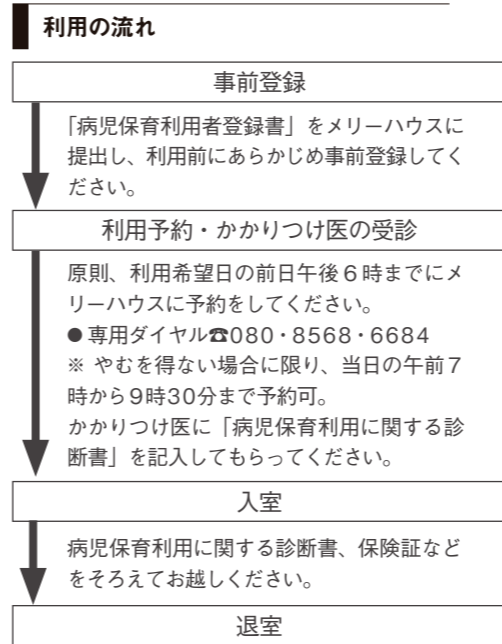 利用の流れ
事前登録
「病児保育利用者登録書」をメリーハウスに
提出し、利用前にあらかじめ事前登録してく
ださい。
利用予約・かかりつけ医の受診
原則、利用希望日の前日午後６時までにメ
リーハウスに予約をしてください。
●専用ダイヤル☎080・8568・6684
※ やむを得ない場合に限り、当日の午前７
時から９時30分まで予約可。
かかりつけ医に「病児保育利用に関する診
断書」を記入してもらってください。
入室
病児保育利用に関する診断書、保険証など
をそろえてお越しください。
退室